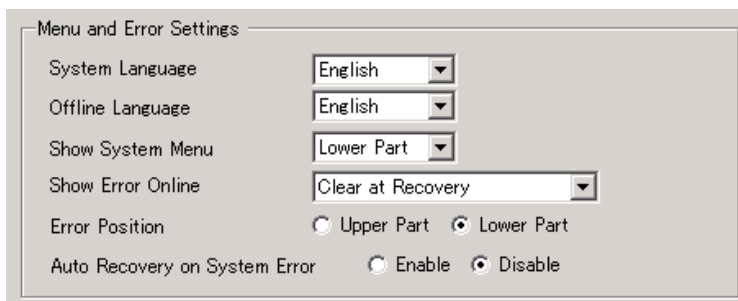 Menu and Error Settings
System Language English
Offline Language English
Show System Menu Lower Part
Show Error Online Clear at Recovery
Error Position Upper Part Lower Part
Auto Recovery on System Error Enable Disable